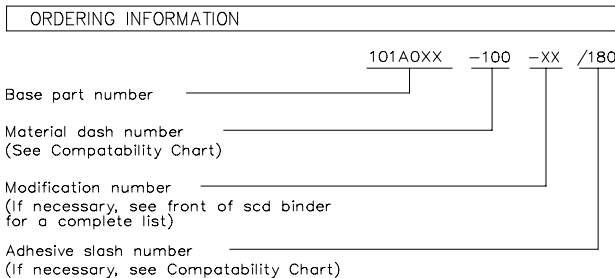 ORDERING INFORMATION
101A0XX -100 -XX /180
Base part number
Material dash number
(See Compatability Chart)
Modification number
(If necessary, see front of scd binder
for a complete list)
Adhesive slash number
(If necessary, see Compatability Chart)